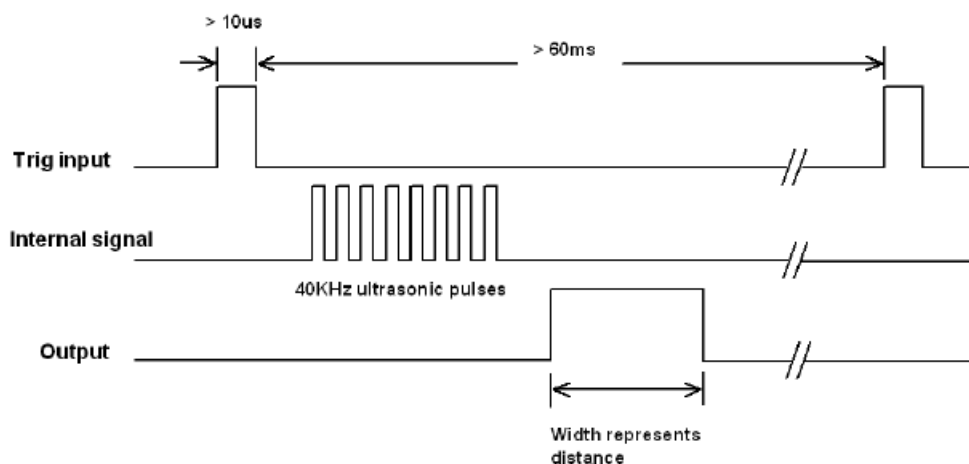 > 10us
> 60ms
Trig input
Internal signal
40KHz ultrasonic pulses
Output
Width represents
distance